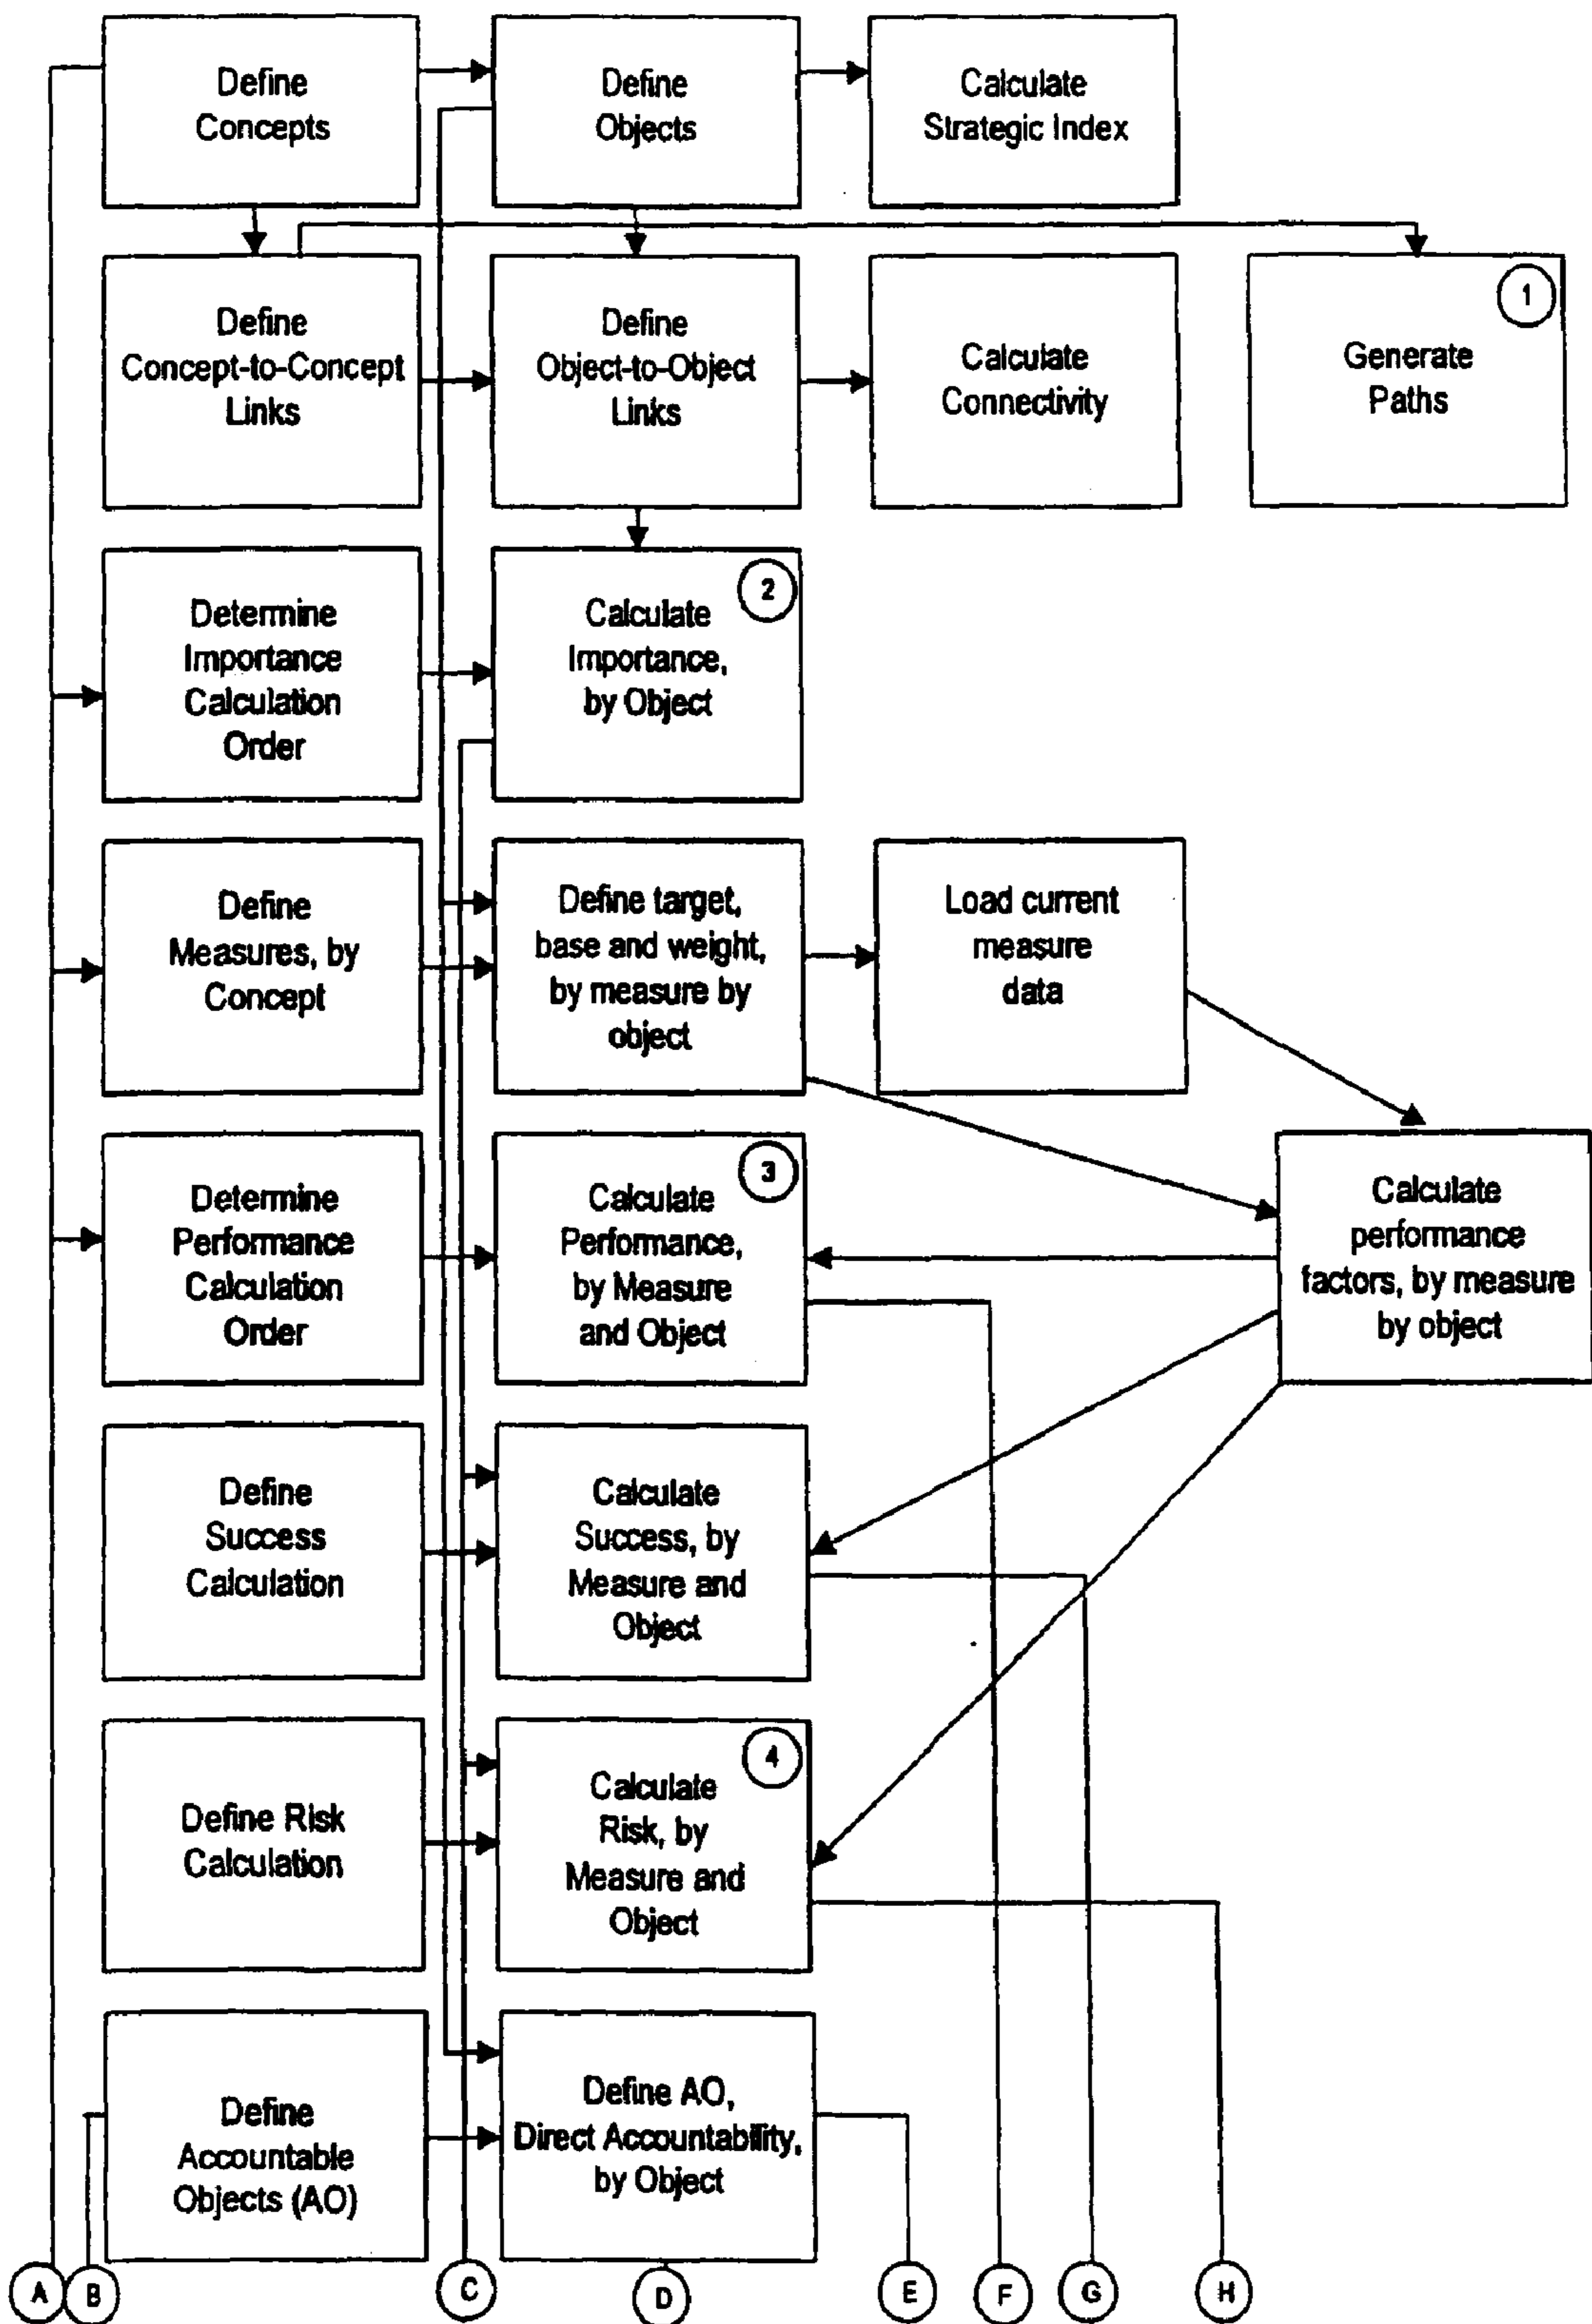 Define
Concepts
Define
Objects
Calculate
Strategic Index
Define
Concept-to-Concept
Links
Define
Object-to-Object
Links
Calculate
Connectivity
1
Generate
Paths
Determine
Importance
Calculation
Order
2
Calculate
Importance,
by Object
Define
Measures, by
Concept
Define target,
base and weight,
by measure by
object
Load current
measure
data
Determine
Performance
Calculation
Order
3
Calculate
Performance,
by Measure
and Object
Calculate
performance
factors, by measure
by object
Define
Success
Calculation
Calculate
Success, by
Measure and
Object
Define Risk
Calculation
4
Calculate
Risk, by
Measure and
Object
Define
Accountable
Objects (AO)
Define AO,
Direct Accountability,
by Object
A
B
C
D
E
F
G
H